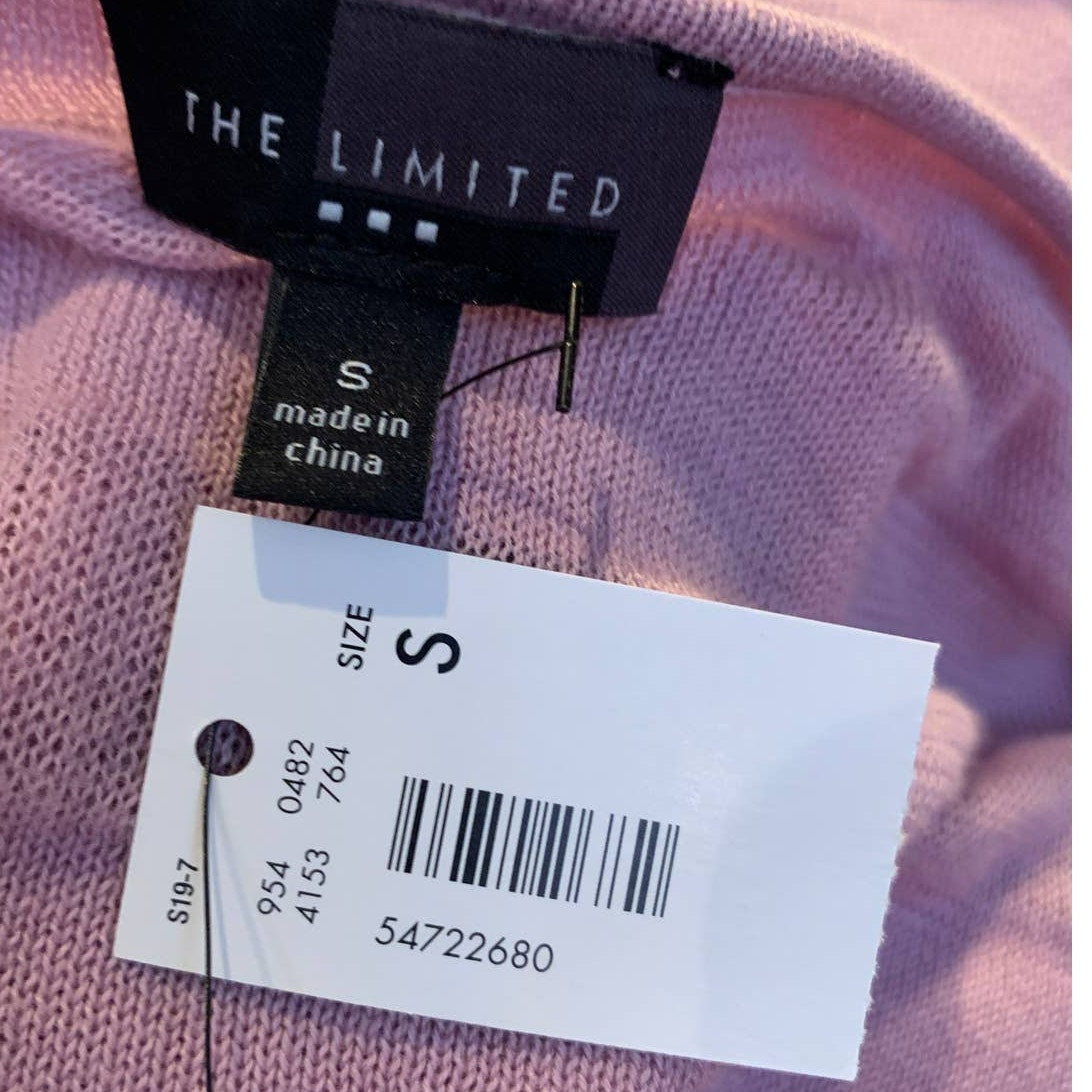 THE LIMITED
S
made in
china
SIZE
S
954 0482
4153 764
S19-7
54722680